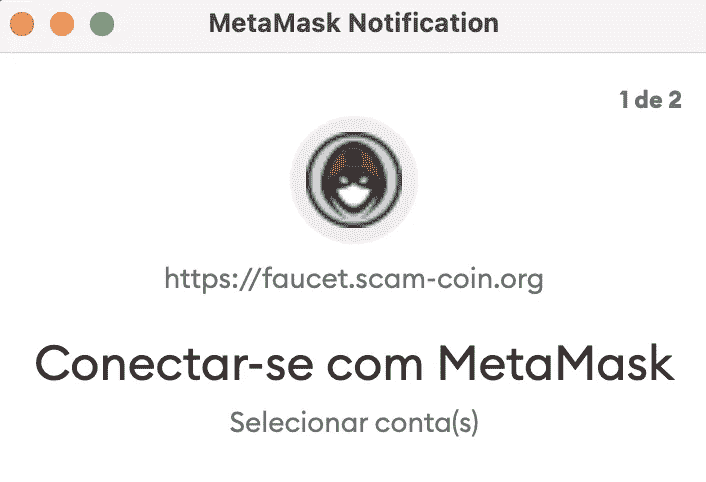 MetaMask Notification
1 de 2
https://faucet.scam-coin.org
Conectar-se com MetaMask
Selecionar conta(s)